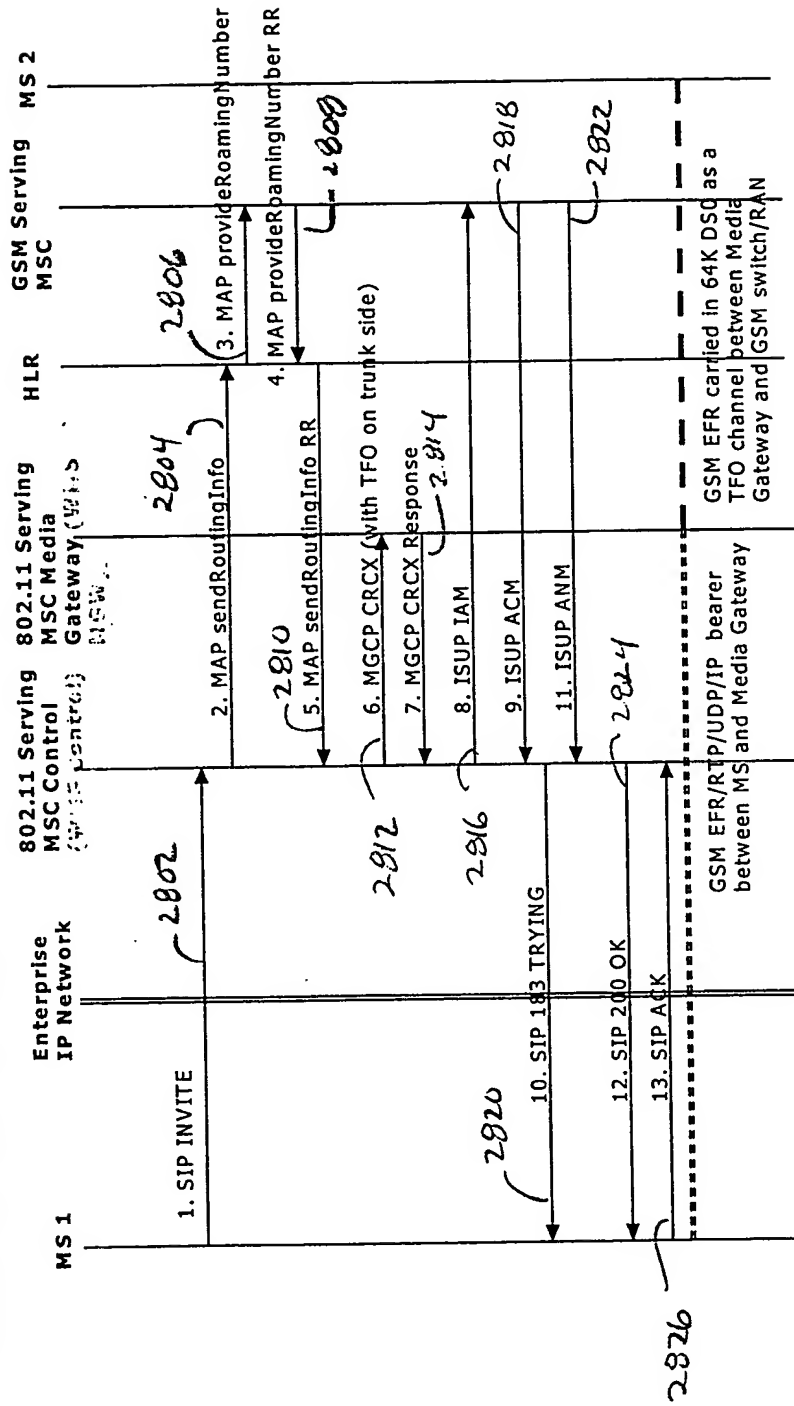 MS 1
Enterprise
IP Network
802.11 Serving
MSC Control
802.11 Serving
MSC Media
Gateway
HLR
GSM Serving
MSC
MS 2
1. SIP INVITE
2802
2. MAP sendRoutingInfo
2804
3. MAP provideRoamingNumber
2806
4. MAP provideRoamingNumber RR
2808
5. MAP sendRoutingInfo RR
2810
6. MGCP CRCX (with TFO on trunk side)
2812
7. MGCP CRCX Response
2814
8. ISUP IAM
2816
9. ISUP ACM
2818
10. SIP 183 TRYING
2820
11. ISUP ANM
2822
12. SIP 200 OK
2824
13. SIP ACK
2826
GSM EFR/RTP/UDP/IP bearer
between MS and Media Gateway
GSM EFR carried in 64K DS0 as a
TFO channel between Media
Gateway and GSM switch/RAN